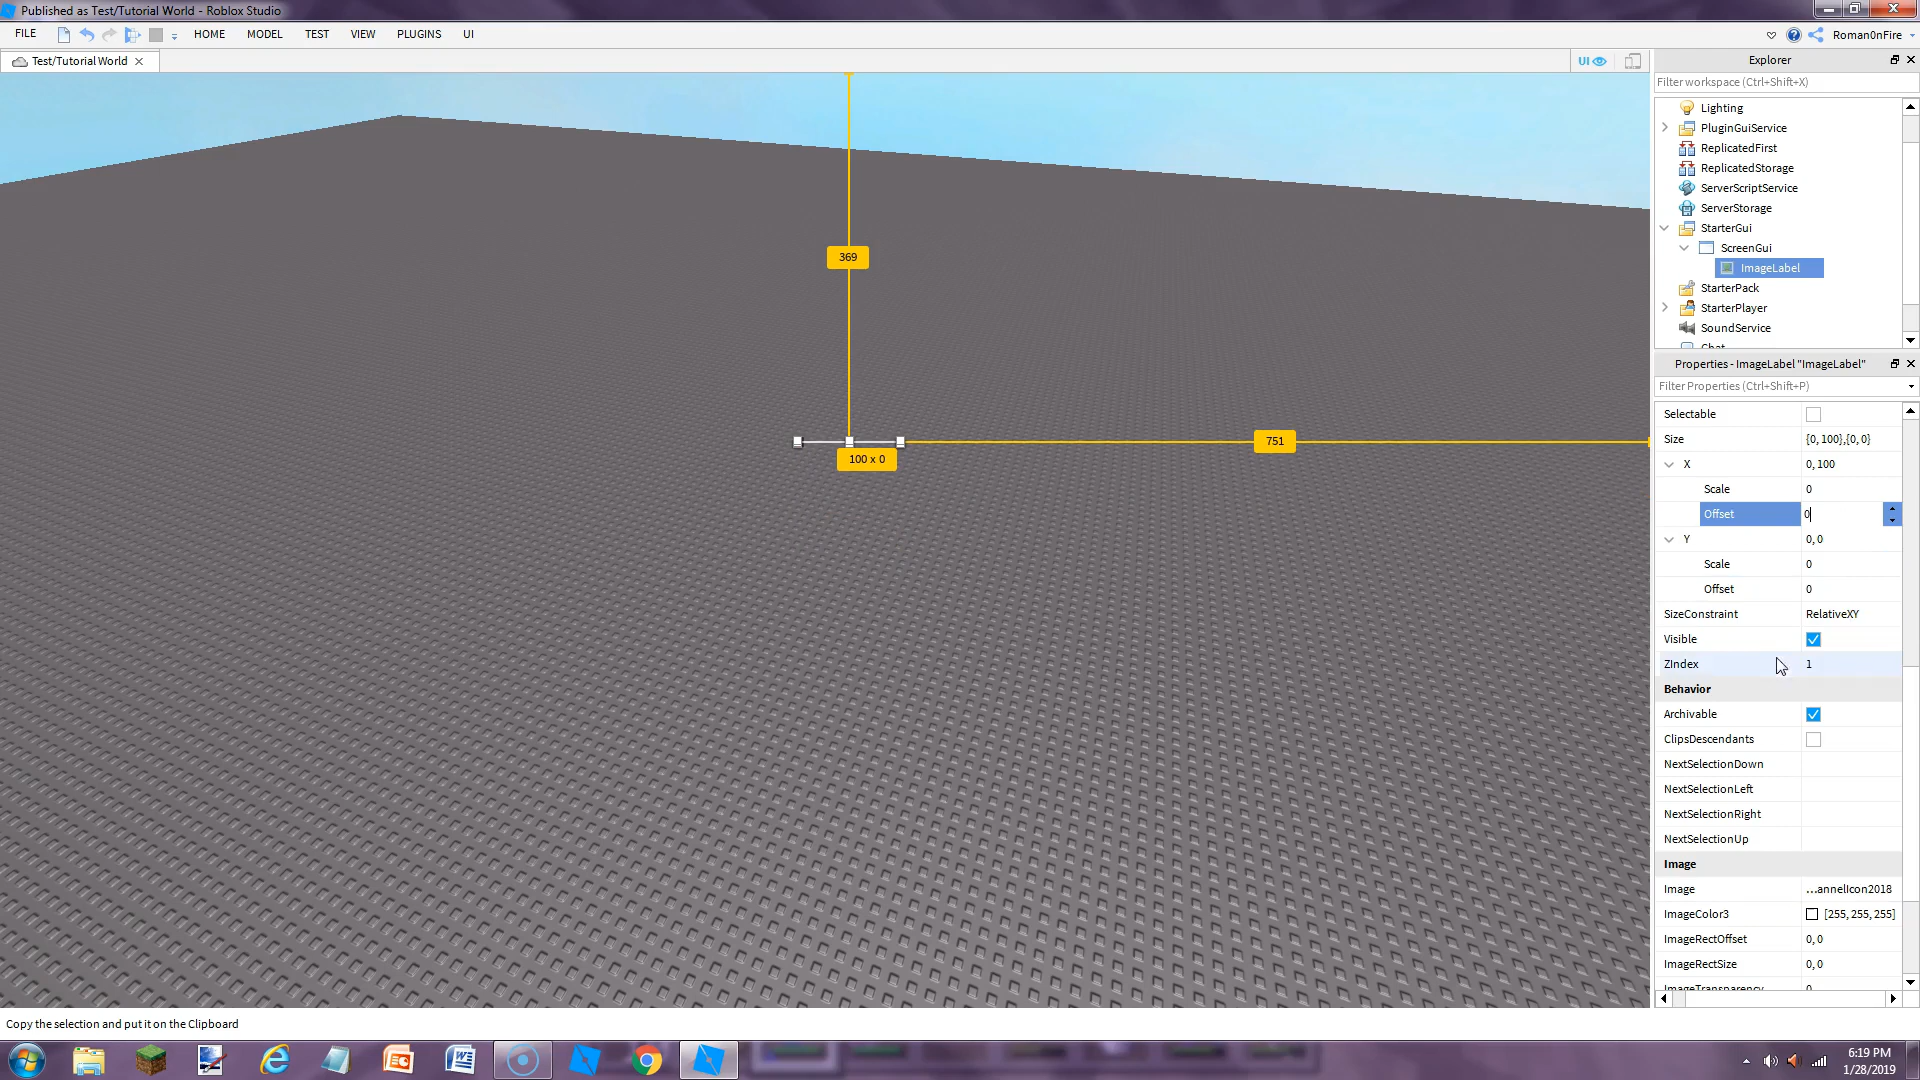 Published as Test/Tutorial World - Roblox Studio
FILE HOME MODEL TEST VIEW PLUGINS UI
Roman0nFire
Test/Tutorial World
UI
Explorer
Filter workspace (Ctrl+Shift+X)
Lighting
PluginGuiService
ReplicatedFirst
ReplicatedStorage
ServerScriptService
ServerStorage
StarterGui
ScreenGui
ImageLabel
StarterPack
StarterPlayer
SoundService
Chat
369
751
100 x 0
Properties - ImageLabel "ImageLabel"
Filter Properties (Ctrl+Shift+P)
Selectable
Size {0, 100},{0, 0}
X 0, 100
Scale 0
Offset 0
Y 0, 0
Scale 0
Offset 0
SizeConstraint RelativeXY
Visible
ZIndex 1
Behavior
Archivable
ClipsDescendants
NextSelectionDown
NextSelectionLeft
NextSelectionRight
NextSelectionUp
Image
Image ...annelIcon2018
ImageColor3 [255, 255, 255]
ImageRectOffset 0, 0
ImageRectSize 0, 0
ImageTransparency 0
Copy the selection and put it on the Clipboard
6:19 PM
1/28/2019